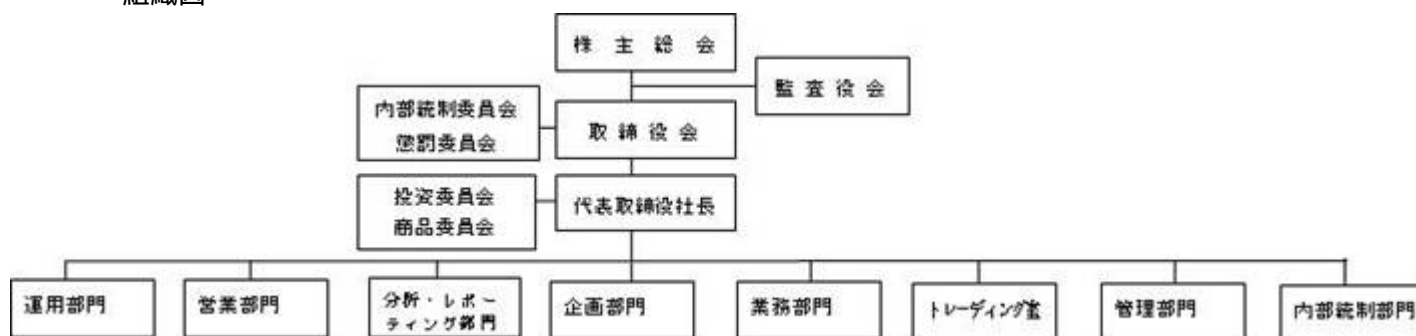 組織図
株主総会
監査役会
内部統制委員会
懲罰委員会
取締役会
投資委員会
商品委員会
代表取締役社長
運用部門
営業部門
分析・レポー
ティング部門
企画部門
業務部門
トレーディング室
管理部門
内部統制部門